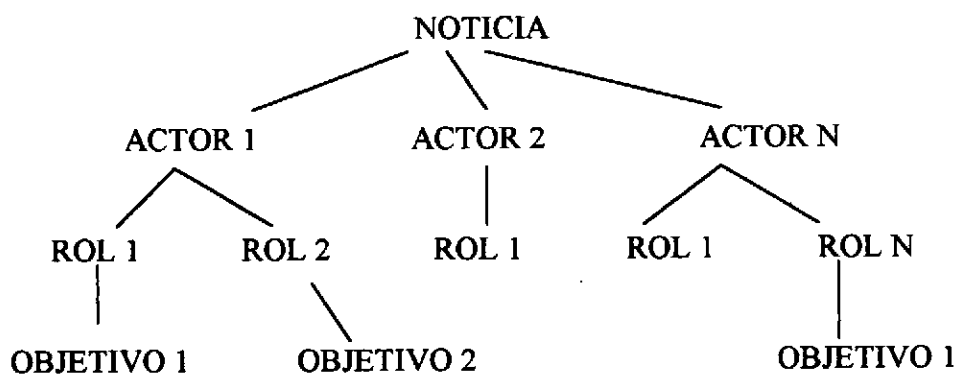 NOTICIA
ACTOR 1 ACTOR 2 ACTOR N
ROL 1 ROL 2 ROL 1 ROL 1 ROL N
OBJETIVO 1 OBJETIVO 2 OBJETIVO 1